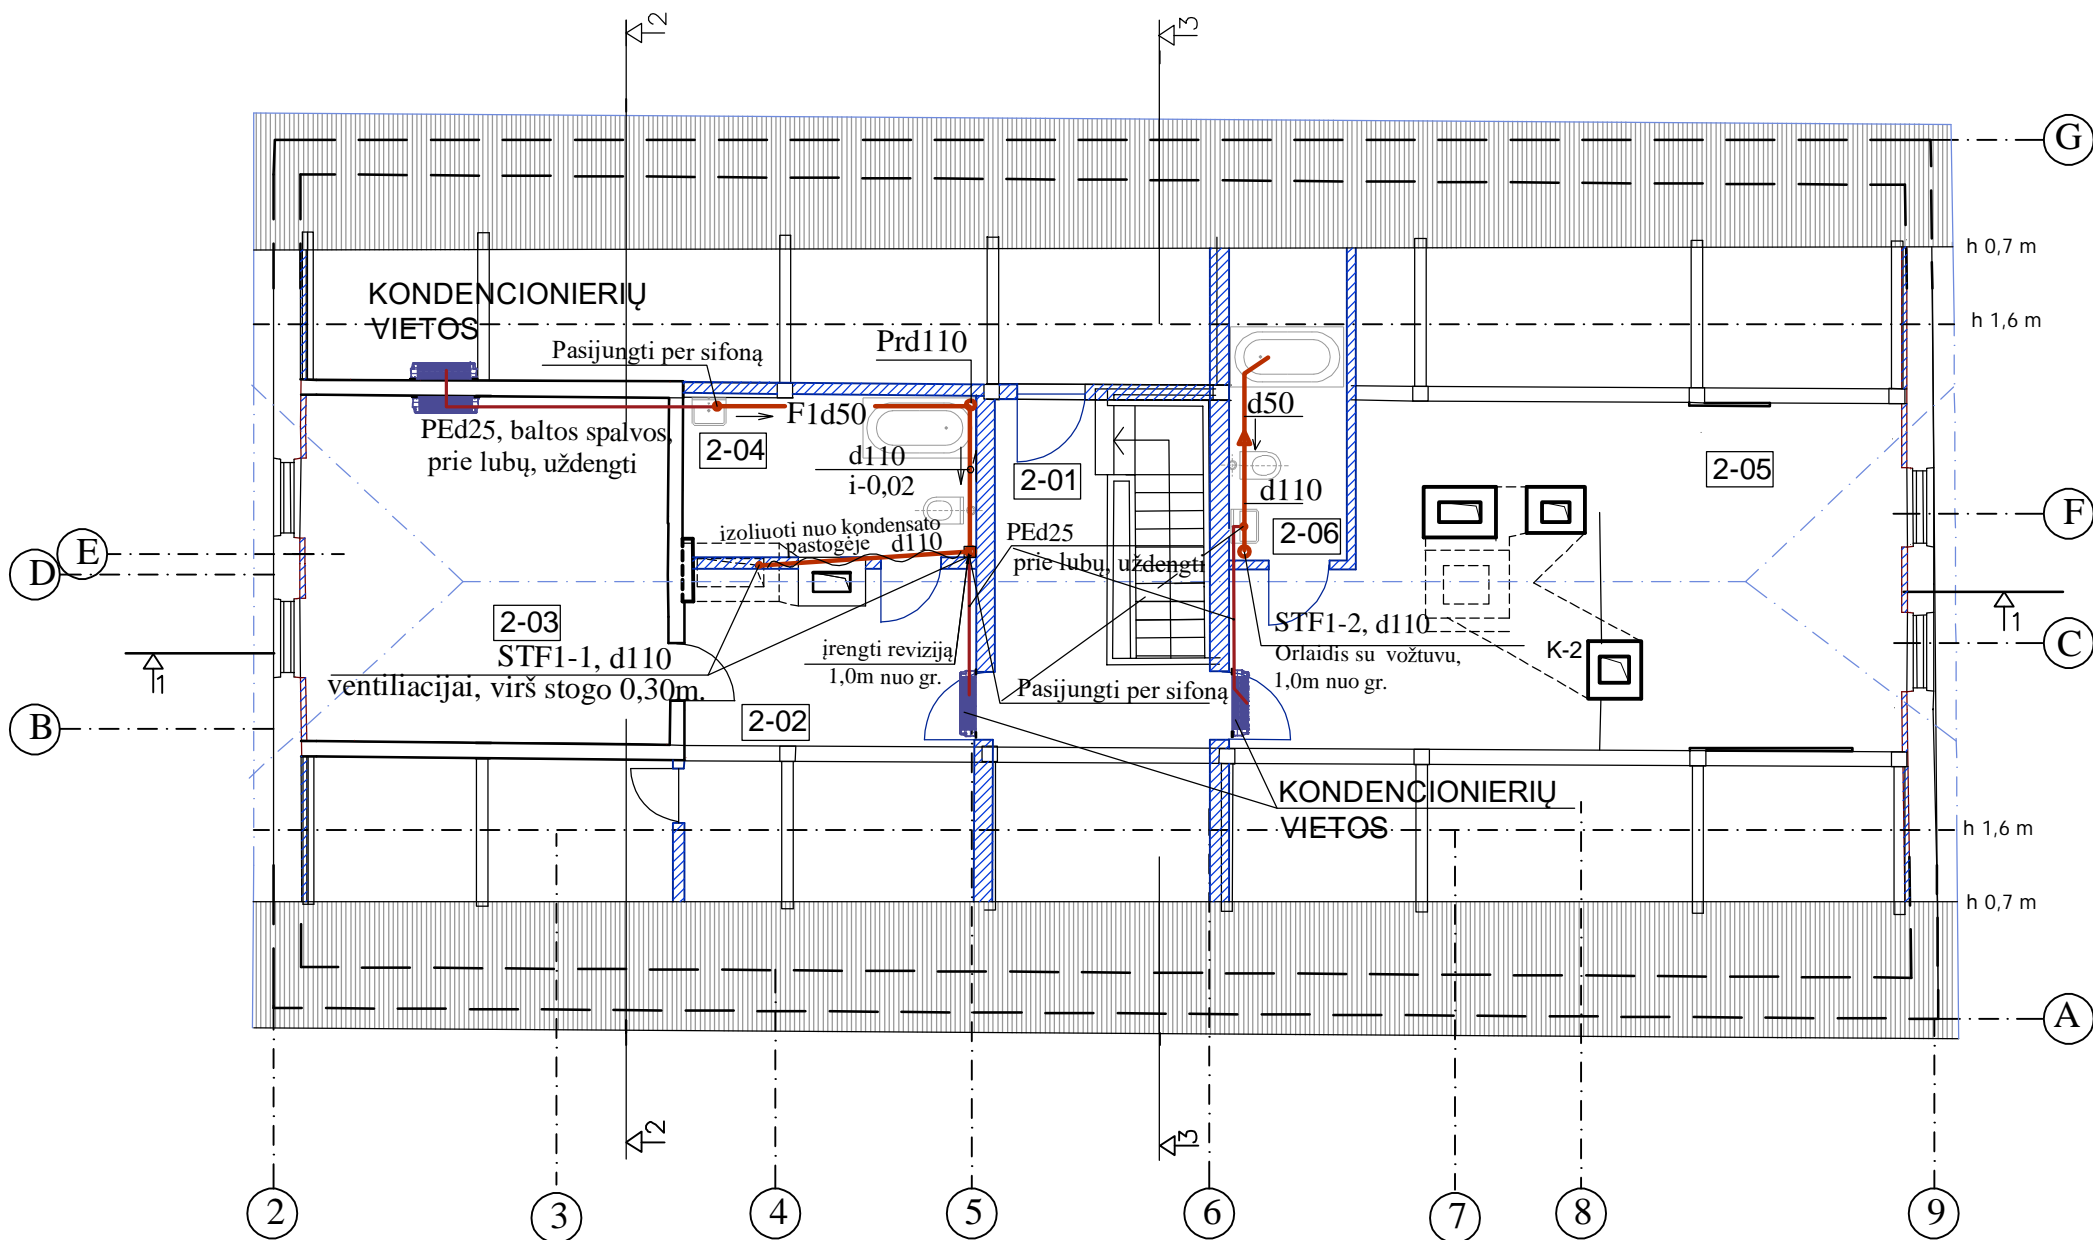 2
3
G
h 0,7 m
KONDENCIONIERIŲ
VIETOS
h 1,6 m
Prd110
Pasijungti per sifoną
F1d50
d50
PEd25, baltos spalvos,
prie lubų, uždengti
2-04
d110
i-0,02
2-01
2-05
d110
F
izoliuoti nuo kondensato
pastogėje
d110
PEd25
prie lubų, uždengti
2-06
E
D
2-03
STF1-1, d110
ventiliacijai, virš stogo 0,30m.
įrengti reviziją
1,0m nuo gr.
Pasijungti per sifoną
STF1-2, d110
Orlaidis su vožtuvu,
1,0m nuo gr.
K-2
1
1
C
B
2-02
KONDENCIONIERIŲ
VIETOS
h 1,6 m
h 0,7 m
A
2
3
2
3
4
5
6
7
8
9